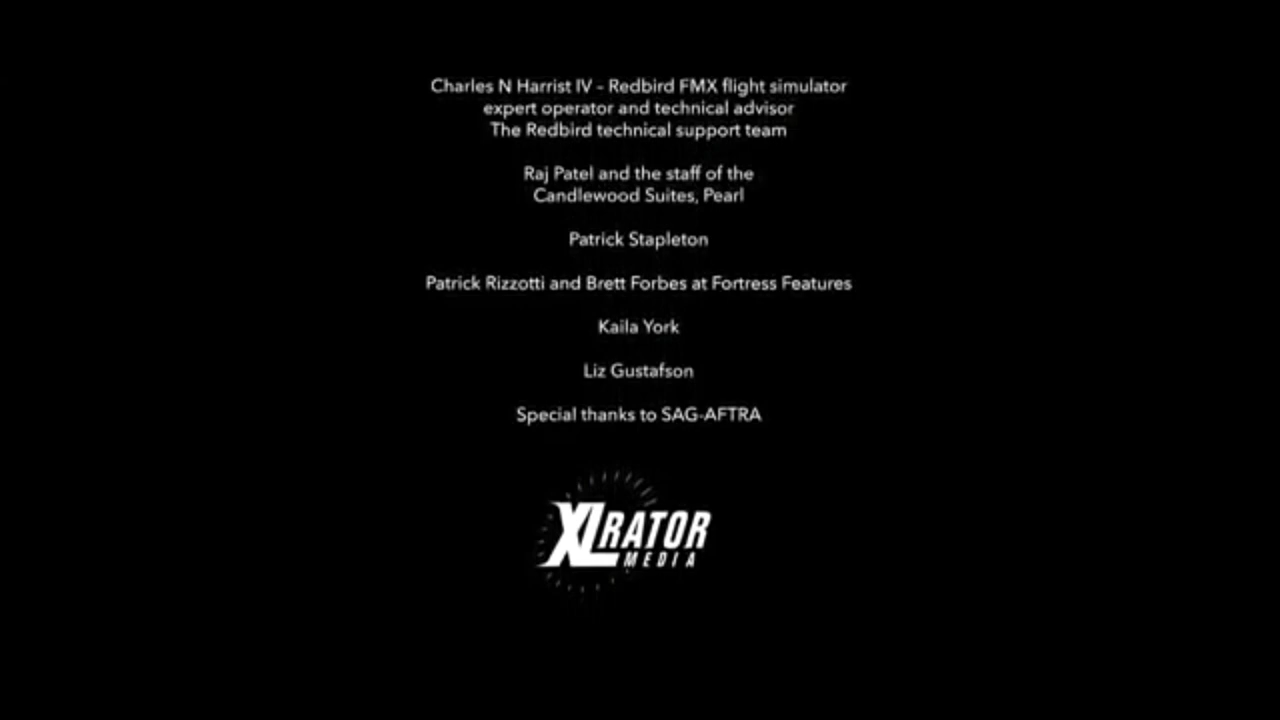 Charles N Harrist IV - Redbird FMX flight simulator
expert operator and technical advisor
The Redbird technical support team
Raj Patel and the staff of the
Candlewood Suites, Pearl
Patrick Stapleton
Patrick Rizzotti and Brett Forbes at Fortress Features
Kaila York
Liz Gustafson
Special thanks to SAG-AFTRA
XLRATOR
MEDIA